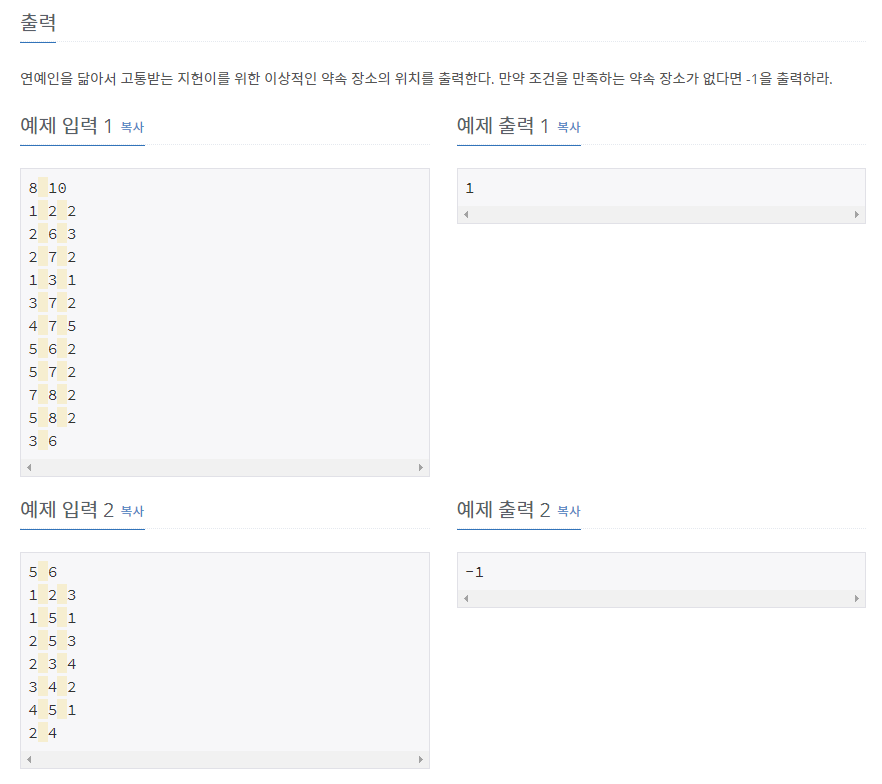 출력
연예인을 닮아서 고통받는 지헌이를 위한 이상적인 약속 장소의 위치를 출력한다. 만약 조건을 만족하는 약속 장소가 없다면 -1을 출력하라.
예제 입력 1 복사
8 10
1 2 2
2 6 3
2 7 2
1 3 1
3 7 2
4 7 5
5 6 2
5 7 2
7 8 2
5 8 2
3 6
예제 출력 1 복사
1
예제 입력 2 복사
5 6
1 2 3
1 5 1
2 5 3
2 3 4
3 4 2
4 5 1
2 4
예제 출력 2 복사
-1